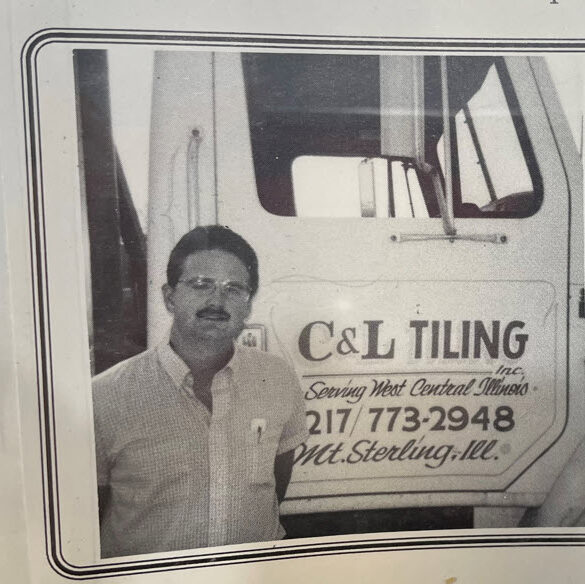 C&L TILING
Inc.
Serving West Central Illinois
217/773-2948
Mt. Sterling, Ill.